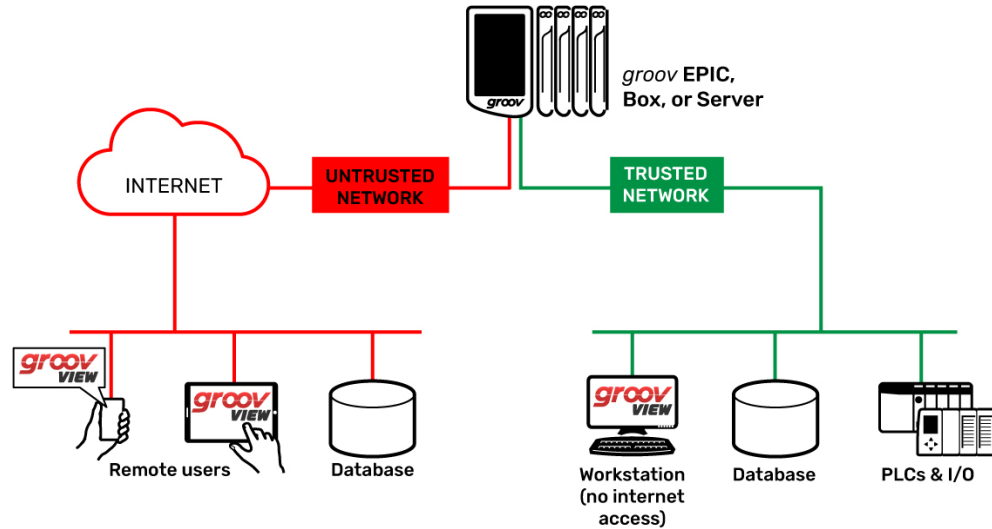 groov
groov EPIC,
Box, or Server
INTERNET
UNTRUSTED
NETWORK
TRUSTED
NETWORK
groov
VIEW
groov
VIEW
groov
VIEW
Remote users
Database
Workstation
(no internet
access)
Database
PLCs & I/O